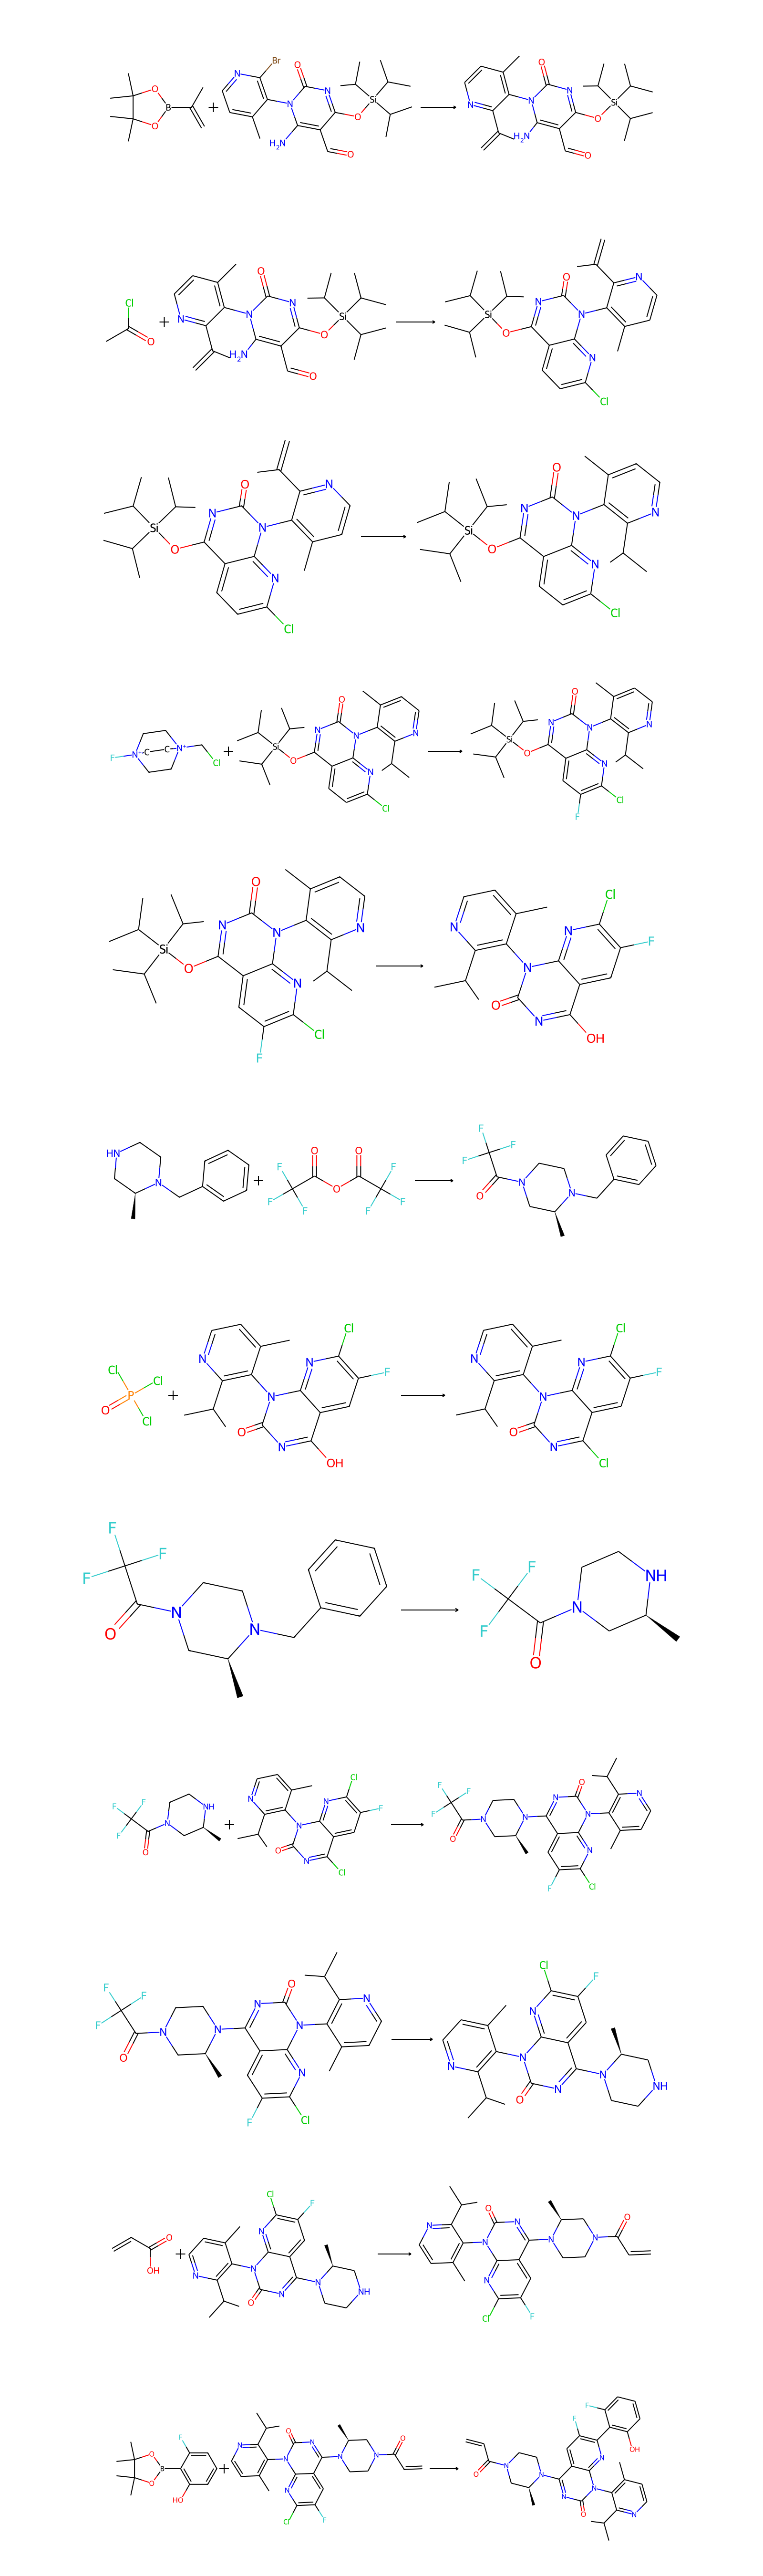 O B O + N Br N O N O Si H₂N O N N O N O Si H₂N O
Cl O + N N O N O Si H₂N O Si O N O N N N Cl
Si O N O N N N Cl Si O N O N N N Cl
F N⁺ C C N⁺ Cl + Si O N O N N N Cl Si O N O N N N Cl F
Si O N O N N N Cl F N N O N OH N Cl F
HN N + F F F O O O F F F F F F O N N
Cl Cl P O Cl + N N O N OH N Cl F N N O N Cl N Cl F
F F F O N N F F F O N NH
F F F O N NH + N N O N Cl N Cl F F F F O N N N O N N N Cl F
F F F O N N N O N N N Cl F Cl F N N N O N N NH
O OH + Cl F N N N O N N NH N N O N N N O N Cl F
O B O F HO + N N O N N N O N Cl F O N N N O N N N F F OH